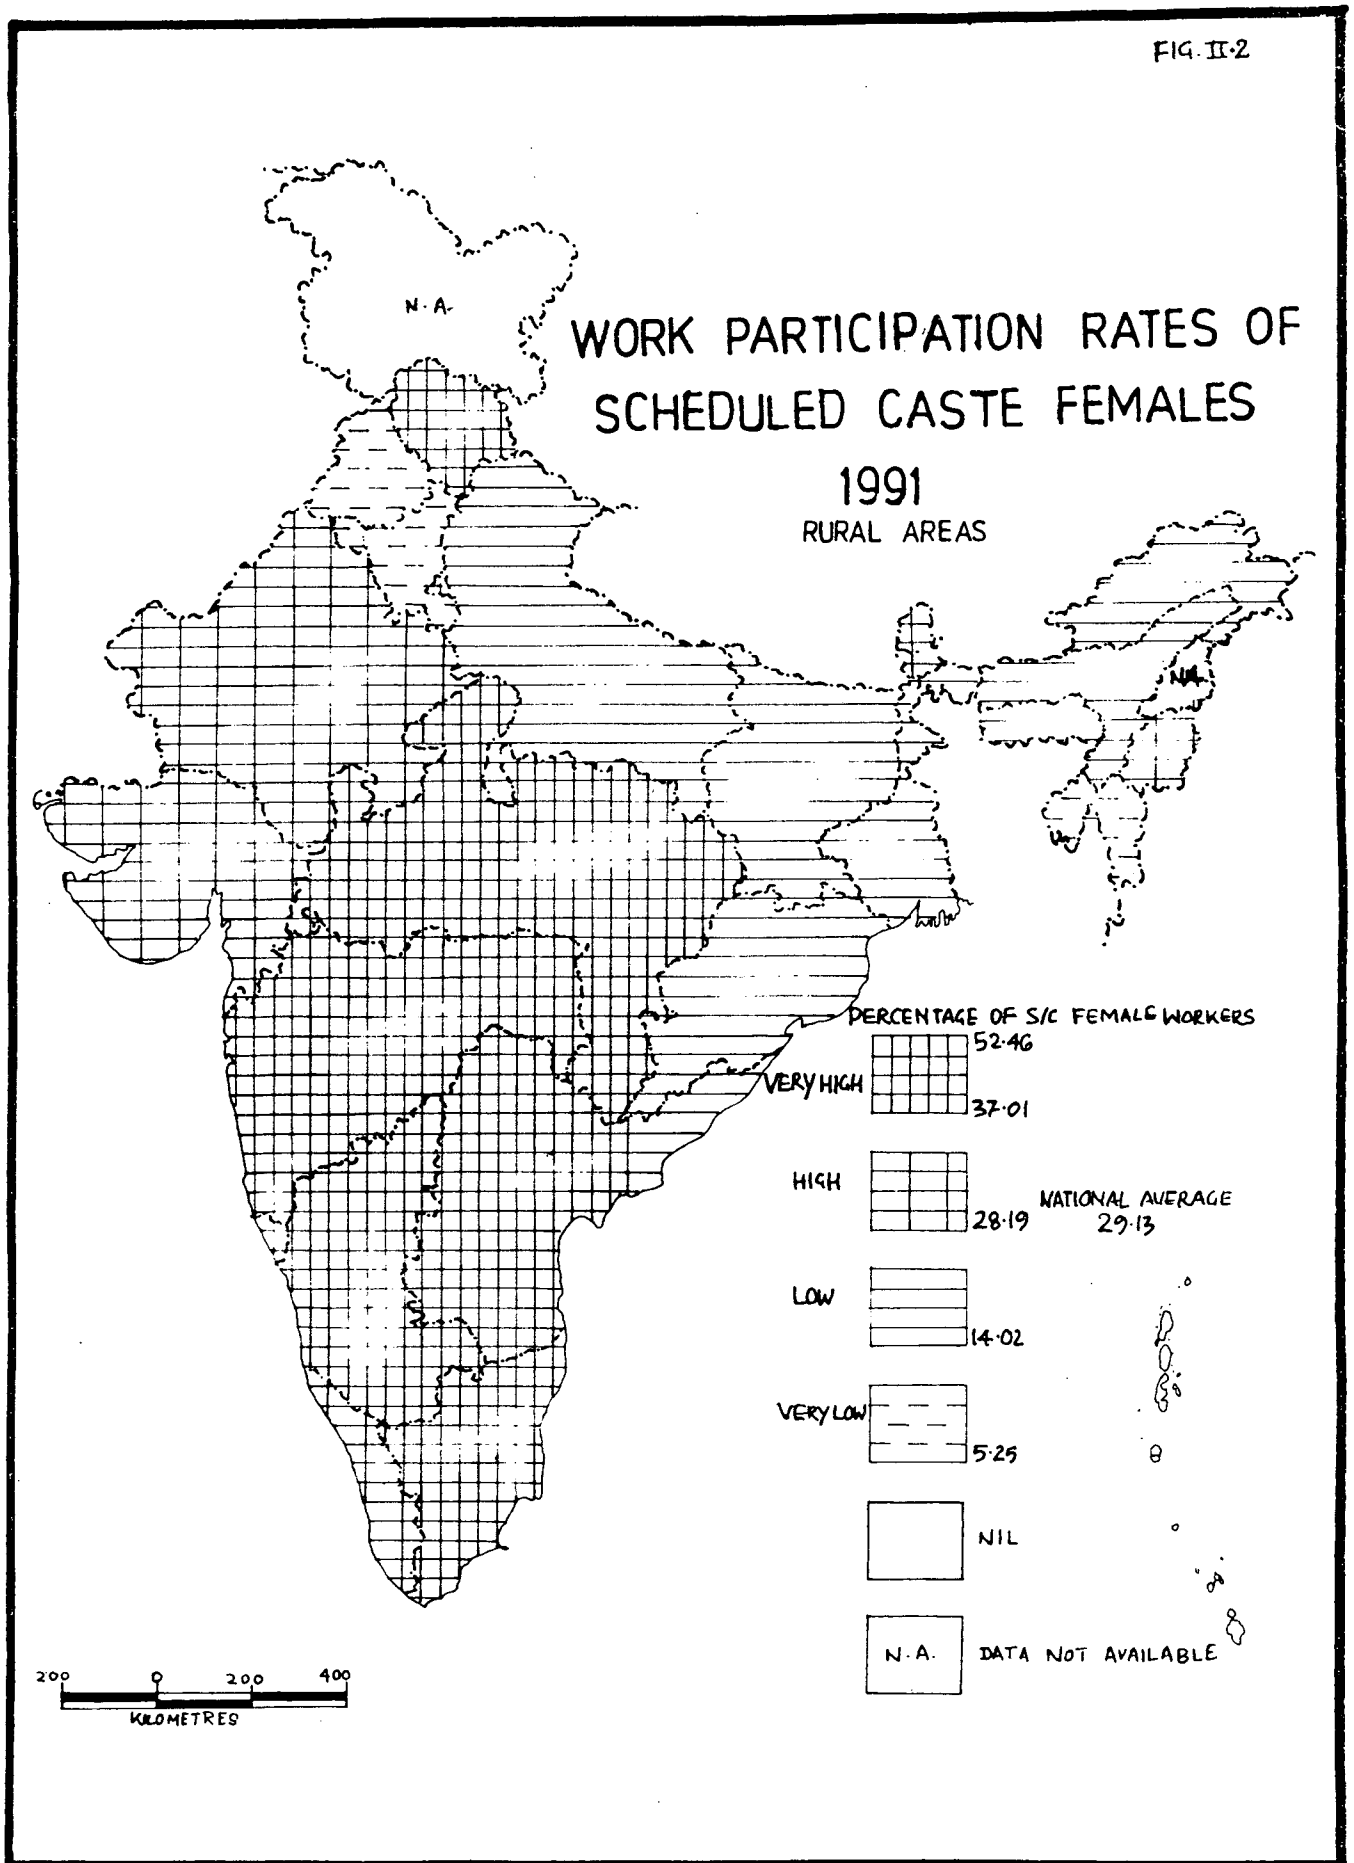 FIG. II.2
N.A.
WORK PARTICIPATION RATES OF
SCHEDULED CASTE FEMALES
1991
RURAL AREAS
N.A.
PERCENTAGE OF S/C FEMALE WORKERS
52.46
VERY HIGH
37.01
HIGH
28.19
NATIONAL AVERAGE
29.13
LOW
14.02
VERY LOW
5.25
NIL
N.A. DATA NOT AVAILABLE
200 0 200 400
KILOMETRES